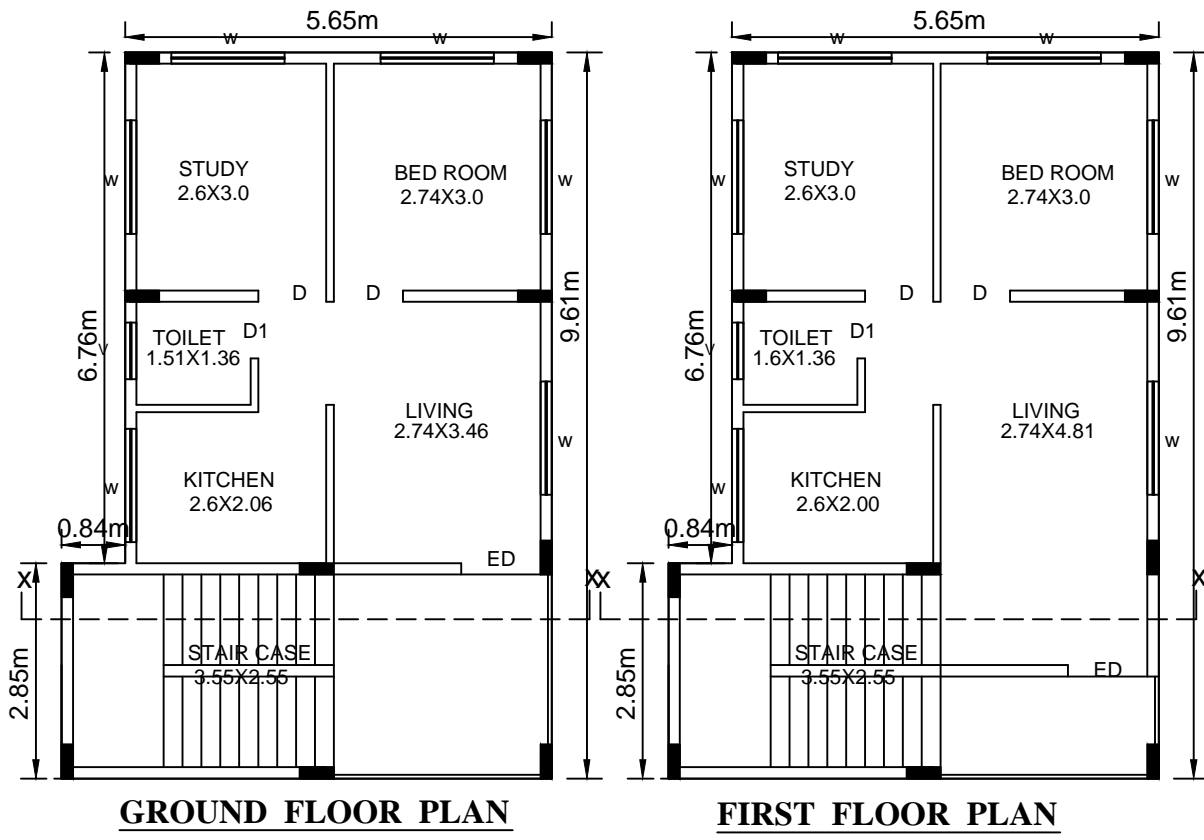 5.65m
W
W
STUDY
2.6X3.0
BED ROOM
2.74X3.0
W
W
D
D
6.76m
9.61m
V
TOILET
1.51X1.36
D1
LIVING
2.74X3.46
W
KITCHEN
2.6X2.06
W
0.84m
ED
X
X
STAIR CASE
3.55X2.55
2.85m
GROUND FLOOR PLAN
5.65m
W
W
STUDY
2.6X3.0
BED ROOM
2.74X3.0
W
W
D
D
6.76m
9.61m
V
TOILET
1.6X1.36
D1
LIVING
2.74X4.81
W
KITCHEN
2.6X2.00
W
0.84m
X
X
STAIR CASE
3.55X2.55
ED
2.85m
FIRST FLOOR PLAN